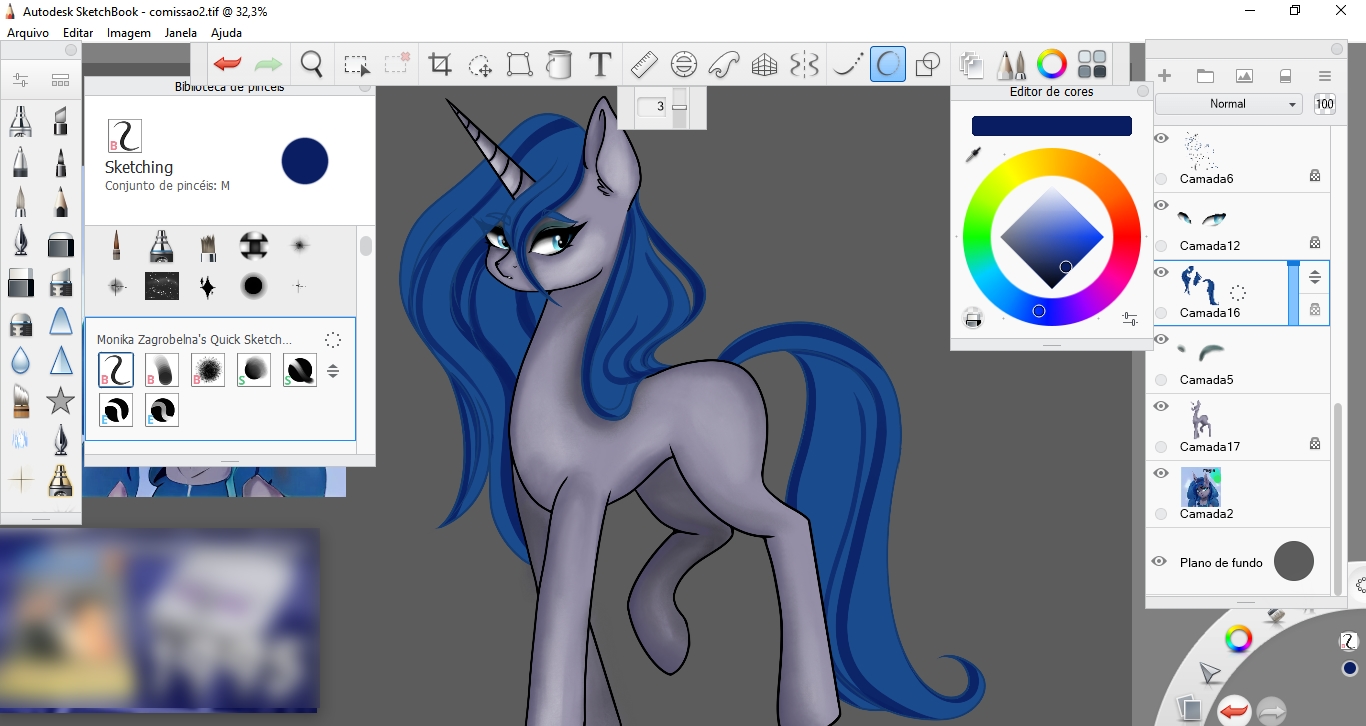 Autodesk SketchBook - comissao2.tif @ 32,3%
Arquivo Editar Imagem Janela Ajuda
T
Biblioteca de pincéis
B
Sketching
Conjunto de pincéis: M
3
Editor de cores
Normal
100
Monika Zagrobelna's Quick Sketch...
B B B S S
E E
Camada6
Camada12
Camada16
Camada5
Camada17
Camada2
Plano de fundo